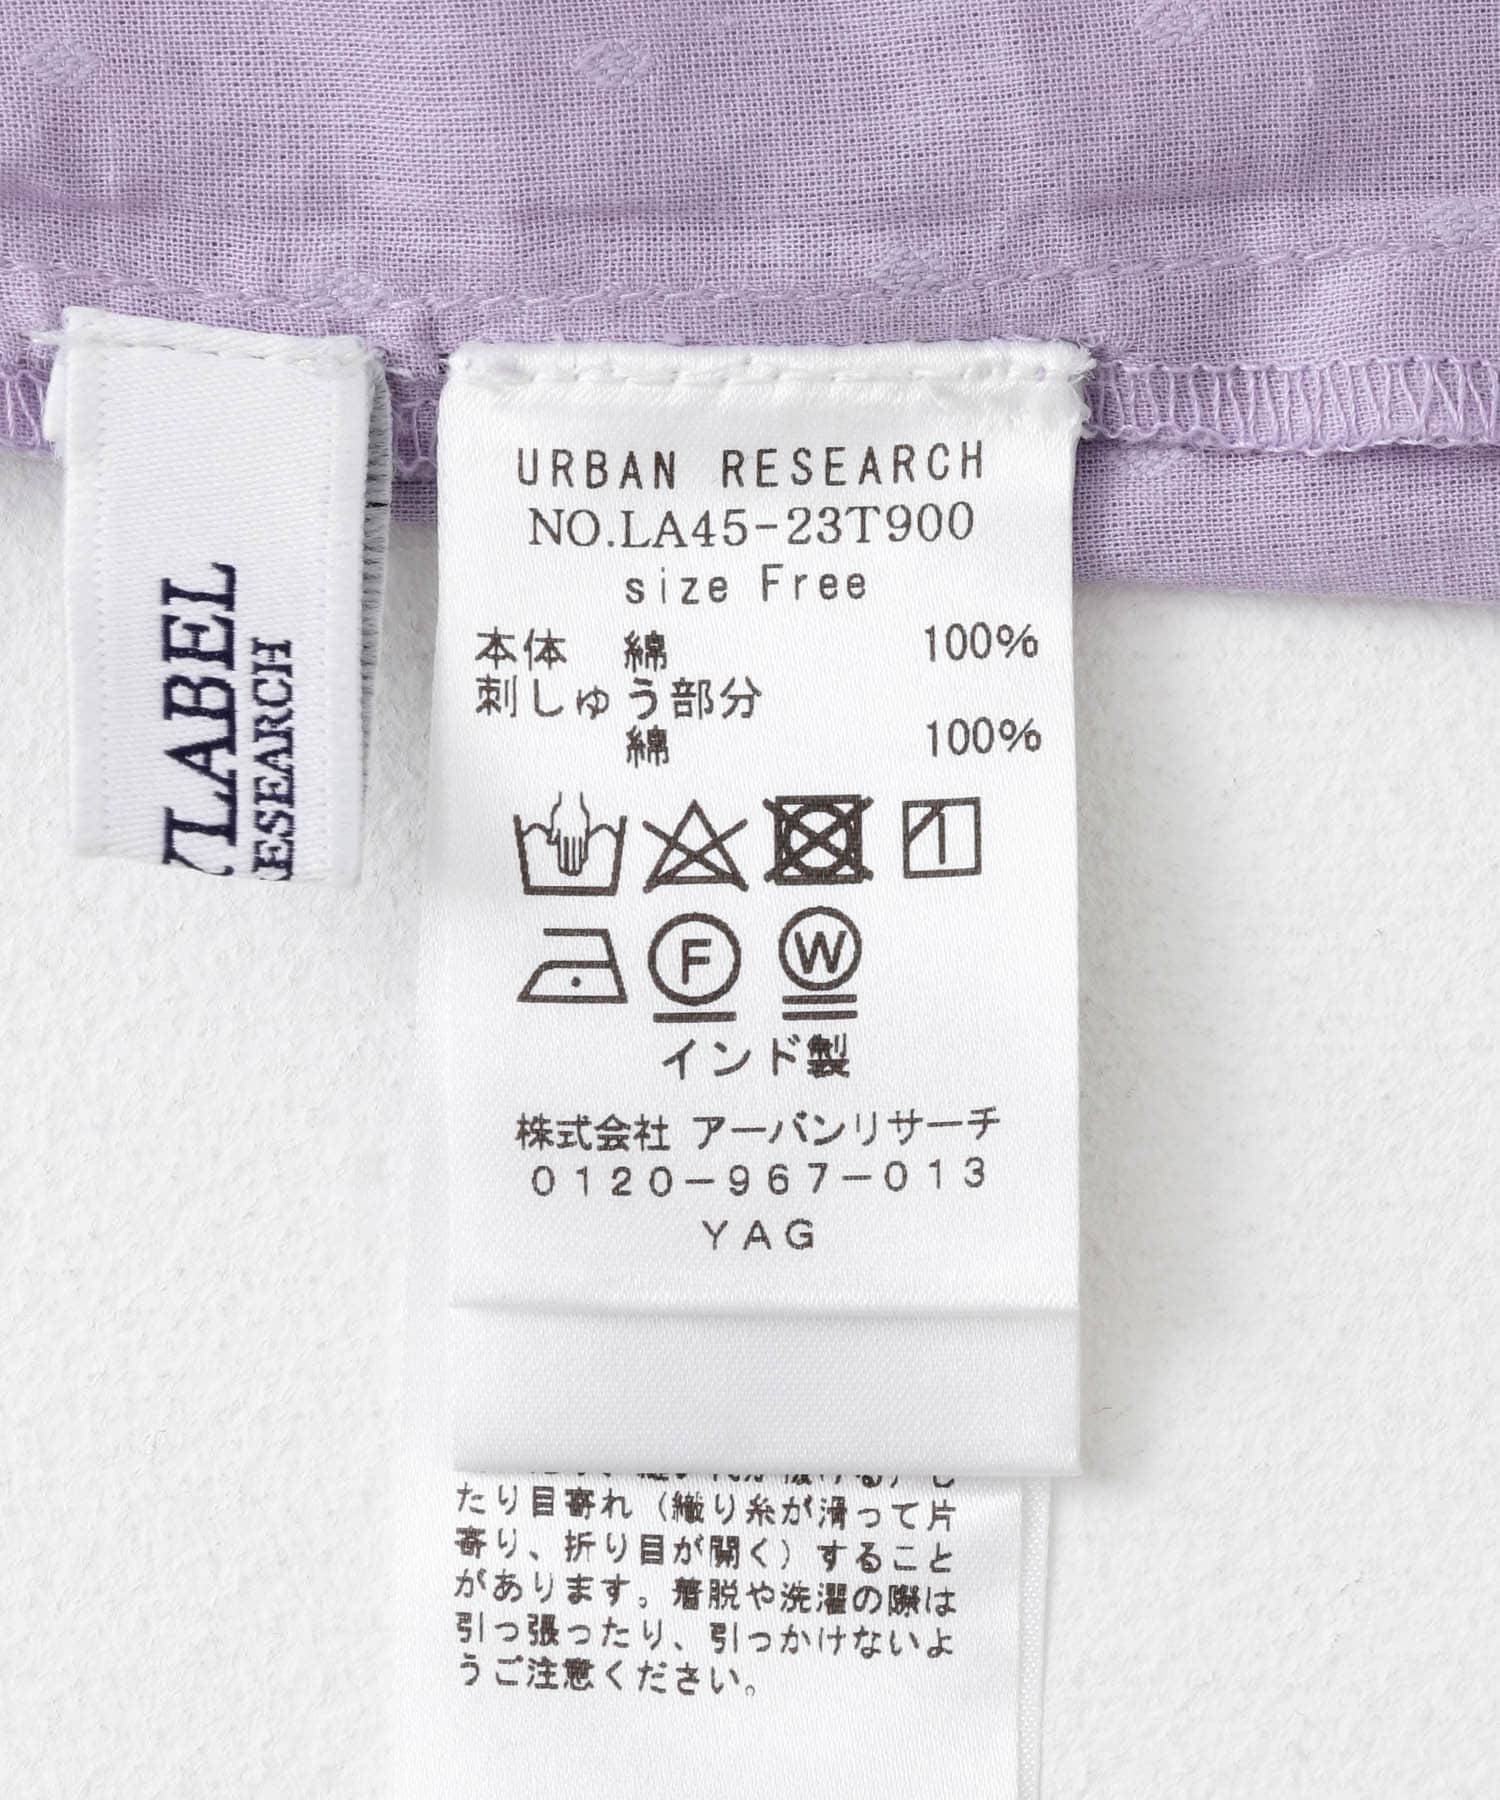 LABEL
RESEARCH
URBAN RESEARCH
NO.LA45-23T900
size Free
本体 綿 100%
刺しゅう部分
綿 100%
F W
インド製
株式会社 アーバンリサーチ
0120-967-013
YAG
たり目寄れ（織り糸が滑って片
寄り、折り目が開く）すること
があります。着脱や洗濯の際は
引っ張ったり、引っかけないよ
うご注意ください。